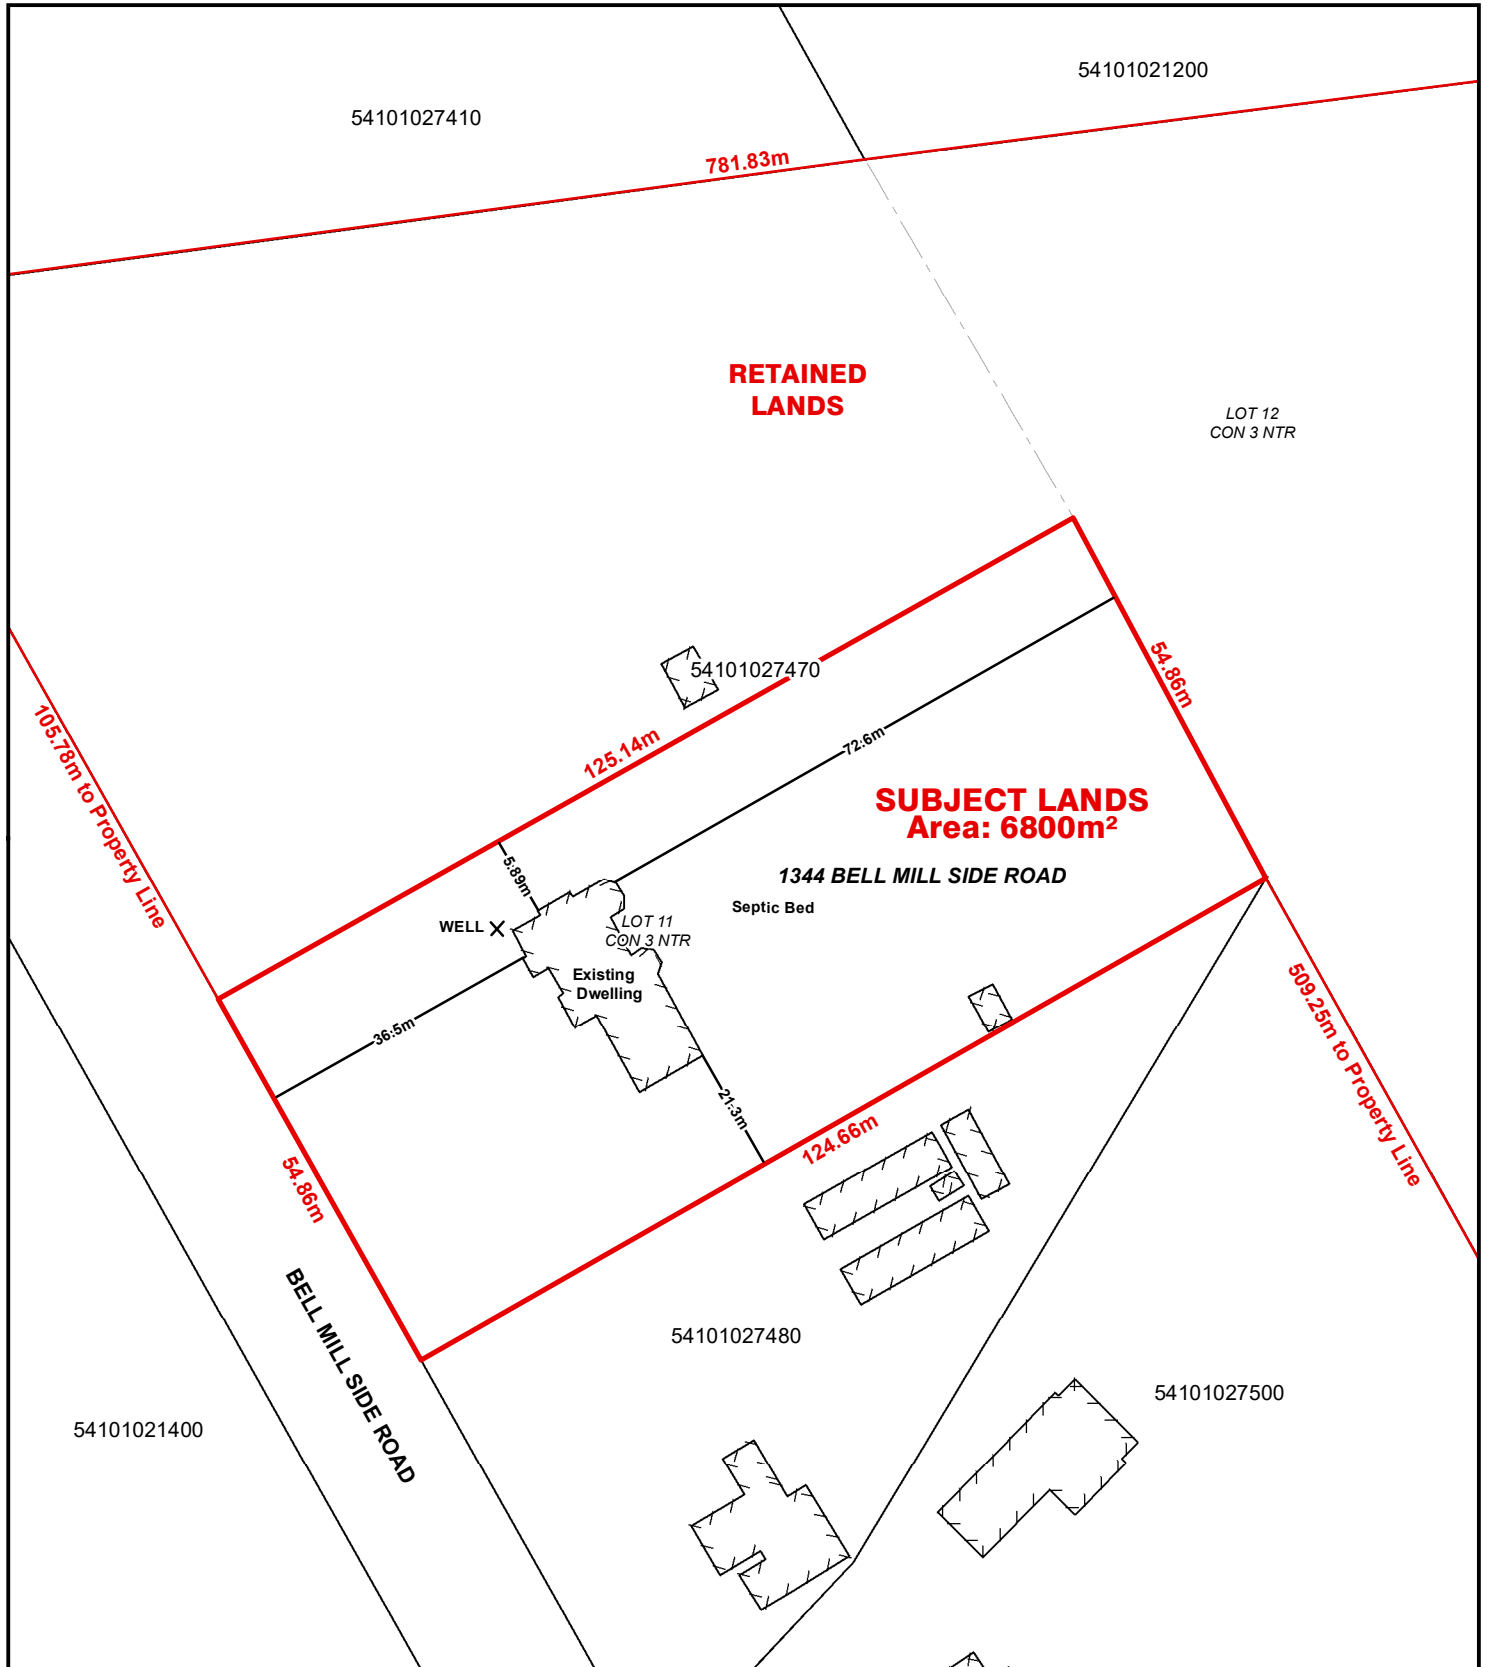 54101021200
54101027410
781.83m
RETAINED
LANDS
LOT 12
CON 3 NTR
54101027470
54.86m
105.78m to Property Line
125.14m
72.6m
SUBJECT LANDS
Area: 6800m²
1344 BELL MILL SIDE ROAD
5.89m
Septic Bed
WELL
LOT 11
CON 3 NTR
Existing
Dwelling
36.5m
509.25m to Property Line
21.3m
124.66m
54.86m
BELL MILL SIDE ROAD
54101027480
54101027500
54101021400